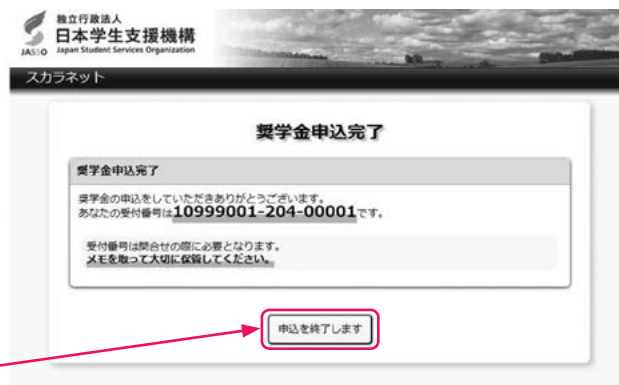 独立行政法人
日本学生支援機構
JASSO Japan Student Services Organization
スカラネット
奨学金申込完了
奨学金申込完了
奨学金の申込をしていただきありがとうございます。
あなたの受付番号は10999001-204-00001です。
受付番号は問合せの際に必要となります。
メモを取って大切に保管してください。
申込を終了します